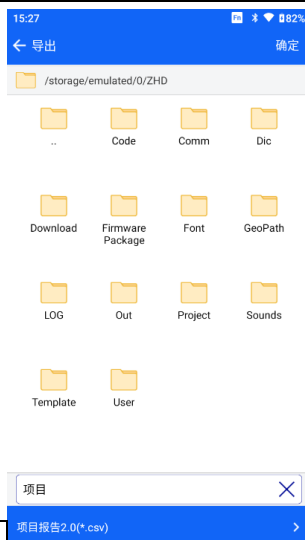 15:27 Fn 82%
导出 确定
/storage/emulated/0/ZHD
.. Code Comm Dic
Download Firmware Package Font GeoPath
LOG Out Project Sounds
Template User
项目
项目报告2.0(*.csv)